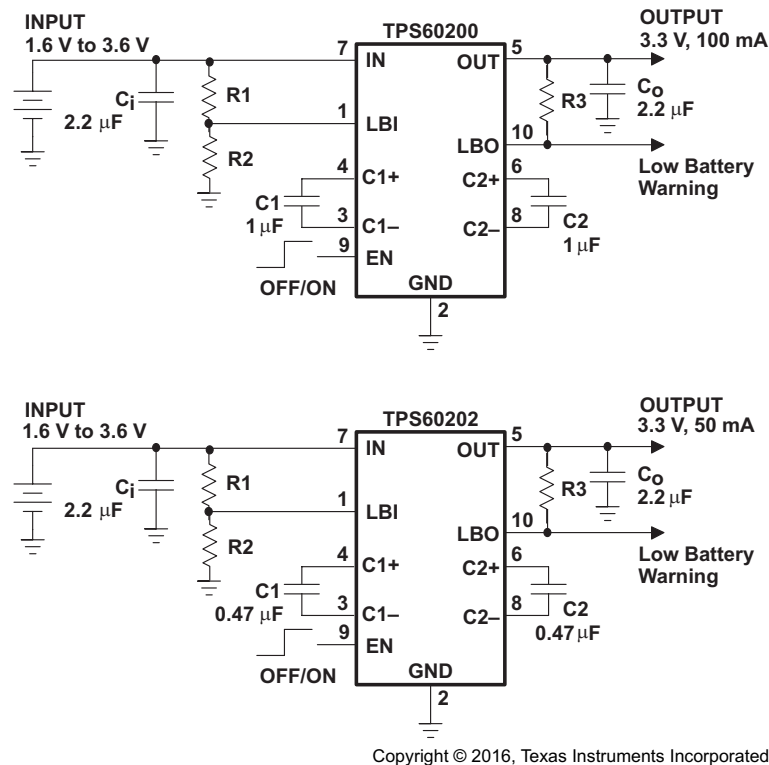 INPUT
1.6 V to 3.6 V
TPS60200
OUTPUT
3.3 V, 100 mA
7
IN
OUT
5
Ci
2.2 μF
R1
R3
Co
2.2 μF
1
LBI
R2
LBO
10
Low Battery
Warning
4
C1+
C2+
6
C1
1 μF
C2
1 μF
3
C1–
C2–
8
9
EN
OFF/ON
GND
2
INPUT
1.6 V to 3.6 V
TPS60202
OUTPUT
3.3 V, 50 mA
7
IN
OUT
5
Ci
2.2 μF
R1
R3
Co
2.2 μF
1
LBI
R2
LBO
10
Low Battery
Warning
4
C1+
C2+
6
C1
0.47 μF
C2
0.47 μF
3
C1–
C2–
8
9
EN
OFF/ON
GND
2
Copyright © 2016, Texas Instruments Incorporated